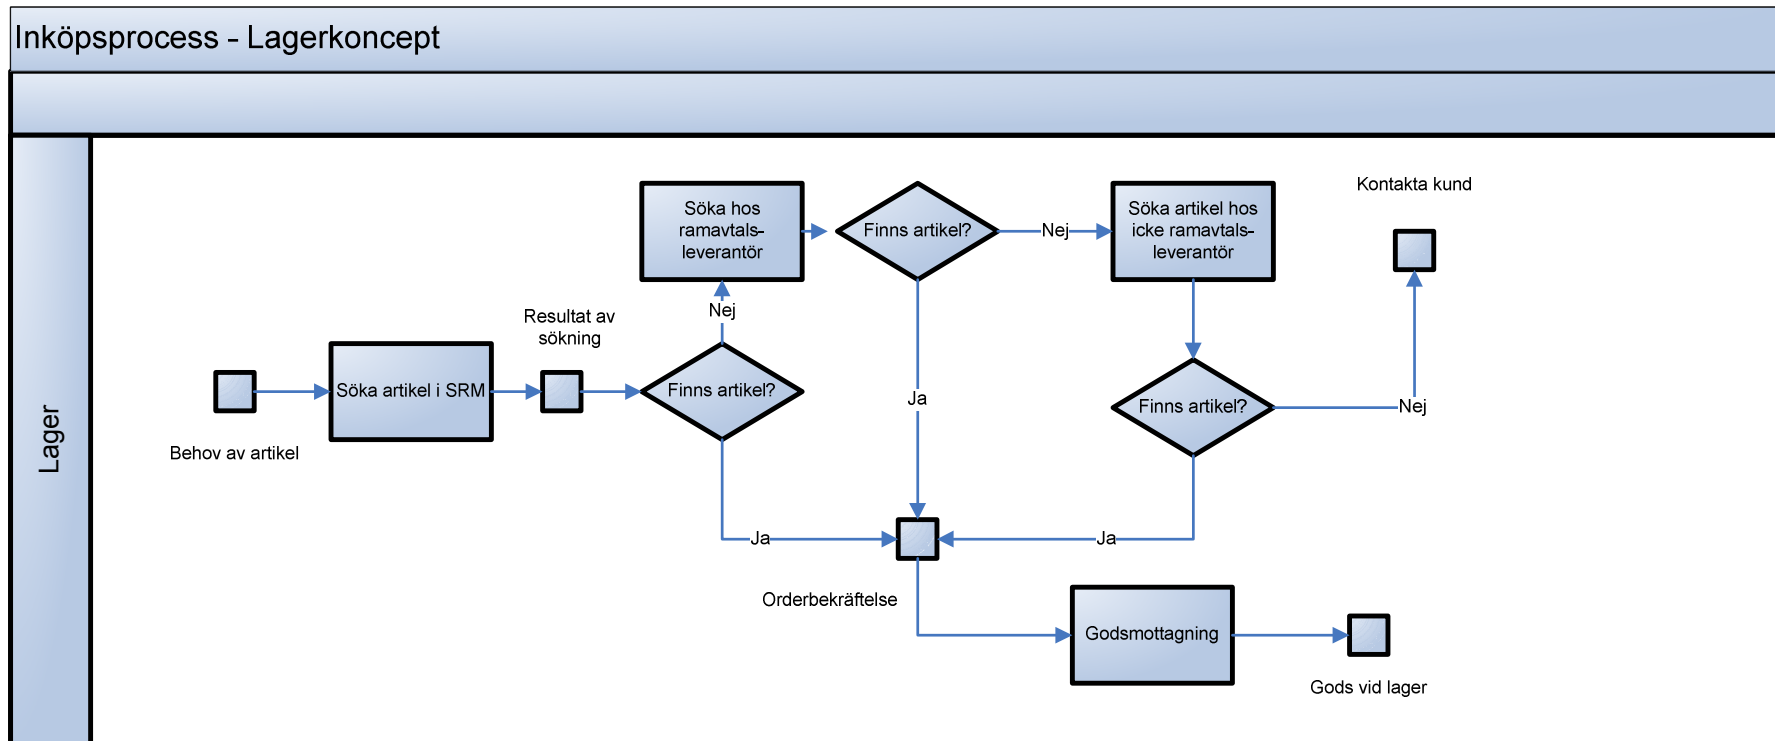 Inköpsprocess - Lagerkoncept
Lager
Behov av artikel
Söka artikel i SRM
Resultat av
sökning
Finns artikel?
Nej
Ja
Söka hos
ramavtals-
leverantör
Finns artikel?
Nej
Ja
Söka artikel hos
icke ramavtals-
leverantör
Finns artikel?
Nej
Ja
Kontakta kund
Orderbekräftelse
Godsmottagning
Gods vid lager